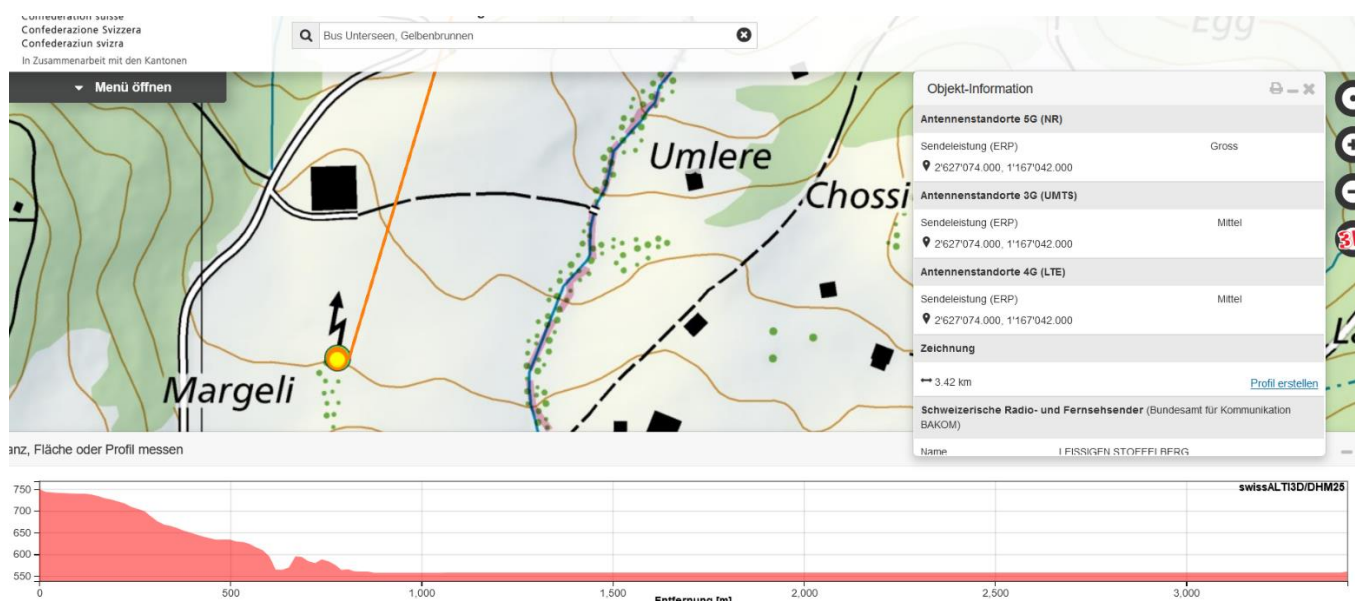 Confédération suisse
Confederazione Svizzera
Confederaziun svizra
In Zusammenarbeit mit den Kantonen
Bus Unterseen, Gelbenbrunnen
Menü öffnen
Egg
Umlere
Chossi
Margeli
Objekt-Information
Antennenstandorte 5G (NR)
Sendeleistung (ERP) Gross
2'627'074.000, 1'167'042.000
Antennenstandorte 3G (UMTS)
Sendeleistung (ERP) Mittel
2'627'074.000, 1'167'042.000
Antennenstandorte 4G (LTE)
Sendeleistung (ERP) Mittel
2'627'074.000, 1'167'042.000
Zeichnung
3.42 km Profil erstellen
Schweizerische Radio- und Fernsehsender (Bundesamt für Kommunikation
BAKOM)
Name LEISSIGEN STOFFELBERG
anz, Fläche oder Profil messen
swissALTI3D/DHM25
750
700
650
600
550
0 500 1,000 1,500 2,000 2,500 3,000
Entfernung [m]